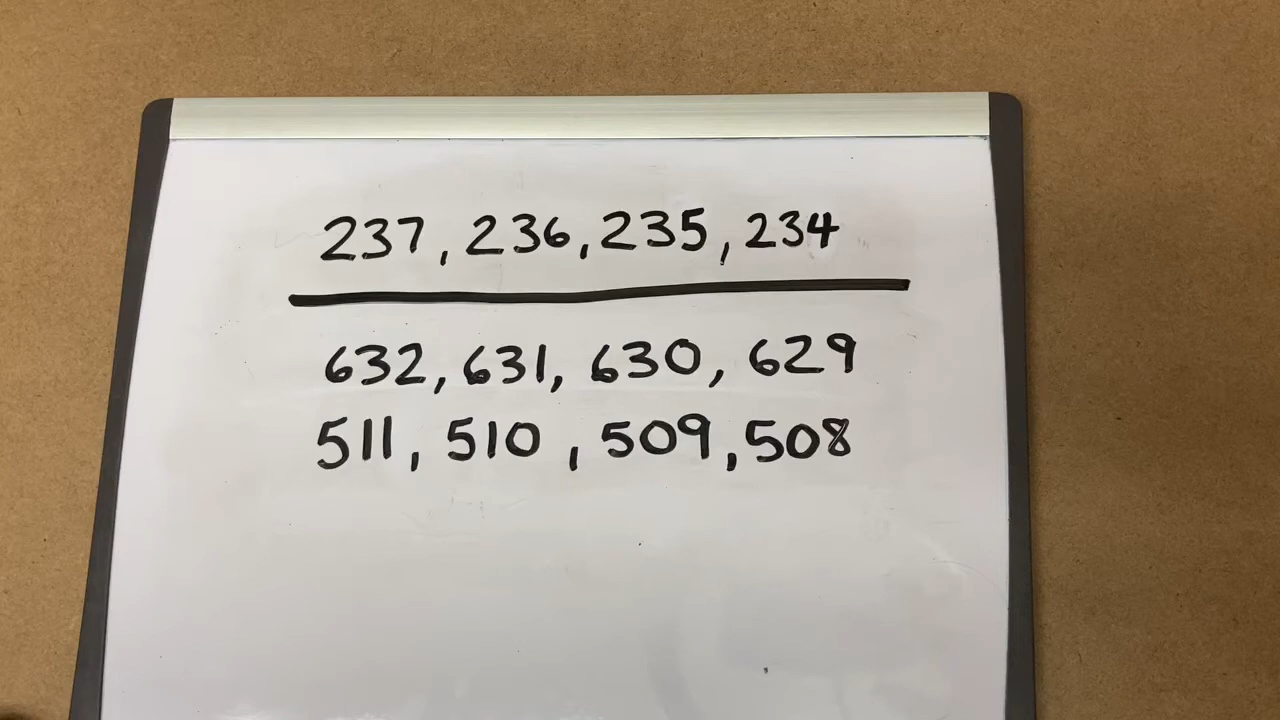 237, 236, 235, 234
632, 631, 630, 629
511, 510, 509, 508